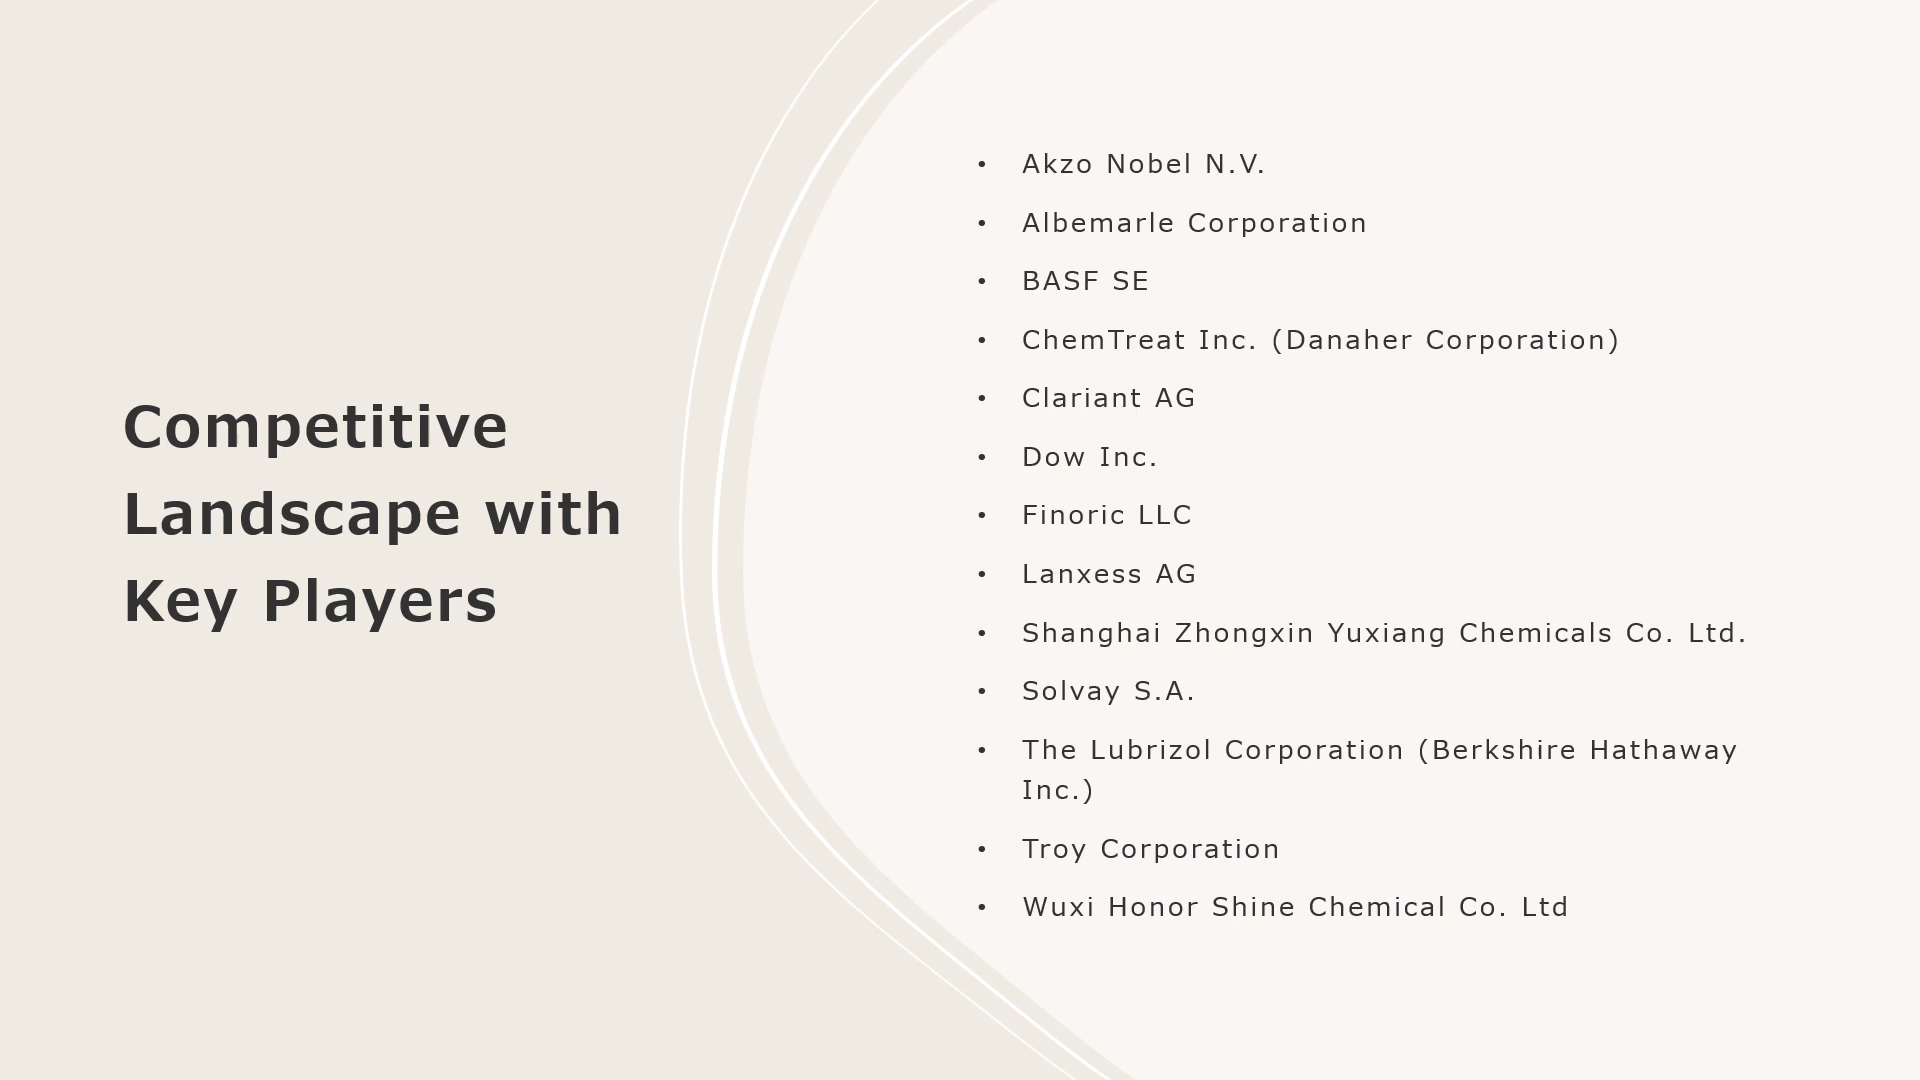 Competitive
Landscape with
Key Players
• Akzo Nobel N.V.
• Albemarle Corporation
• BASF SE
• ChemTreat Inc. (Danaher Corporation)
• Clariant AG
• Dow Inc.
• Finoric LLC
• Lanxess AG
• Shanghai Zhongxin Yuxiang Chemicals Co. Ltd.
• Solvay S.A.
• The Lubrizol Corporation (Berkshire Hathaway
Inc.)
• Troy Corporation
• Wuxi Honor Shine Chemical Co. Ltd